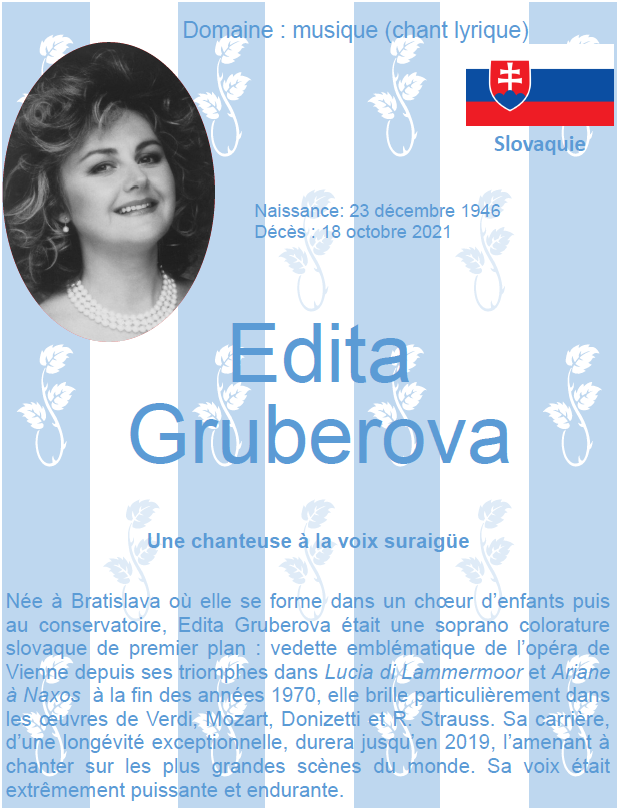 Domaine : musique (chant lyrique)
Slovaquie
Naissance: 23 décembre 1946
Décès : 18 octobre 2021
Edita
Gruberova
Une chanteuse à la voix suraigüe
Née à Bratislava où elle se forme dans un chœur d’enfants puis
au conservatoire, Edita Gruberova était une soprano colorature
slovaque de premier plan : vedette emblématique de l’opéra de
Vienne depuis ses triomphes dans Lucia di Lammermoor et Ariane
à Naxos à la fin des années 1970, elle brille particulièrement dans
les œuvres de Verdi, Mozart, Donizetti et R. Strauss. Sa carrière,
d’une longévité exceptionnelle, durera jusqu’en 2019, l’amenant à
chanter sur les plus grandes scènes du monde. Sa voix était
extrêmement puissante et endurante.